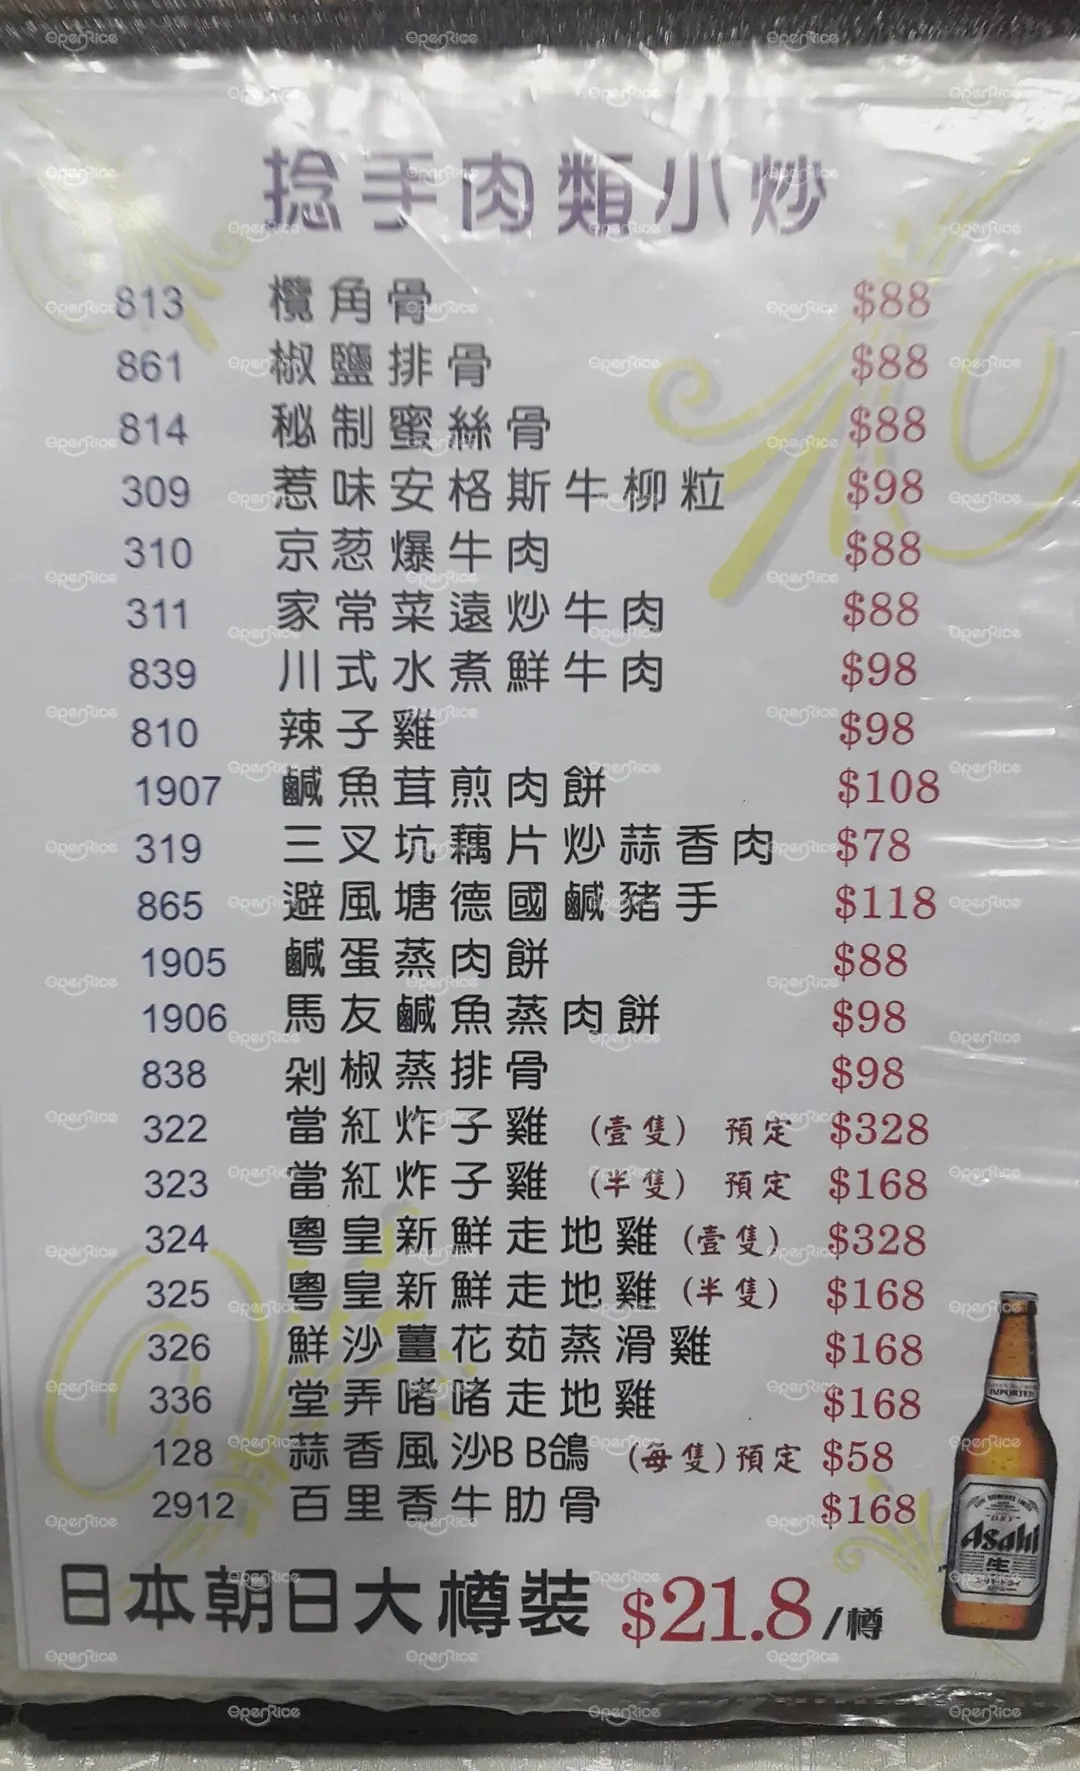 捻手肉類小炒
813 欖角骨 $88
861 椒鹽排骨 $88
814 秘制蜜絲骨 $88
309 惹味安格斯牛柳粒 $98
310 京葱爆牛肉 $88
311 家常菜遠炒牛肉 $88
839 川式水煮鮮牛肉 $98
810 辣子雞 $98
1907 鹹魚茸煎肉餅 $108
319 三叉坑藕片炒蒜香肉 $78
865 避風塘德國鹹豬手 $118
1905 鹹蛋蒸肉餅 $88
1906 馬友鹹魚蒸肉餅 $98
838 剁椒蒸排骨 $98
322 當紅炸子雞 (壹隻) 預定 $328
323 當紅炸子雞 (半隻) 預定 $168
324 粵皇新鮮走地雞 (壹隻) $328
325 粵皇新鮮走地雞 (半隻) $168
326 鮮沙薑花茹蒸滑雞 $168
336 堂弄啫啫走地雞 $168
128 蒜香風沙BB鴿 (每隻)預定 $58
2912 百里香牛肋骨 $168
日本朝日大樽裝 $21.8/樽
IMPORTED
DRY
Asahi
生
OpenRice